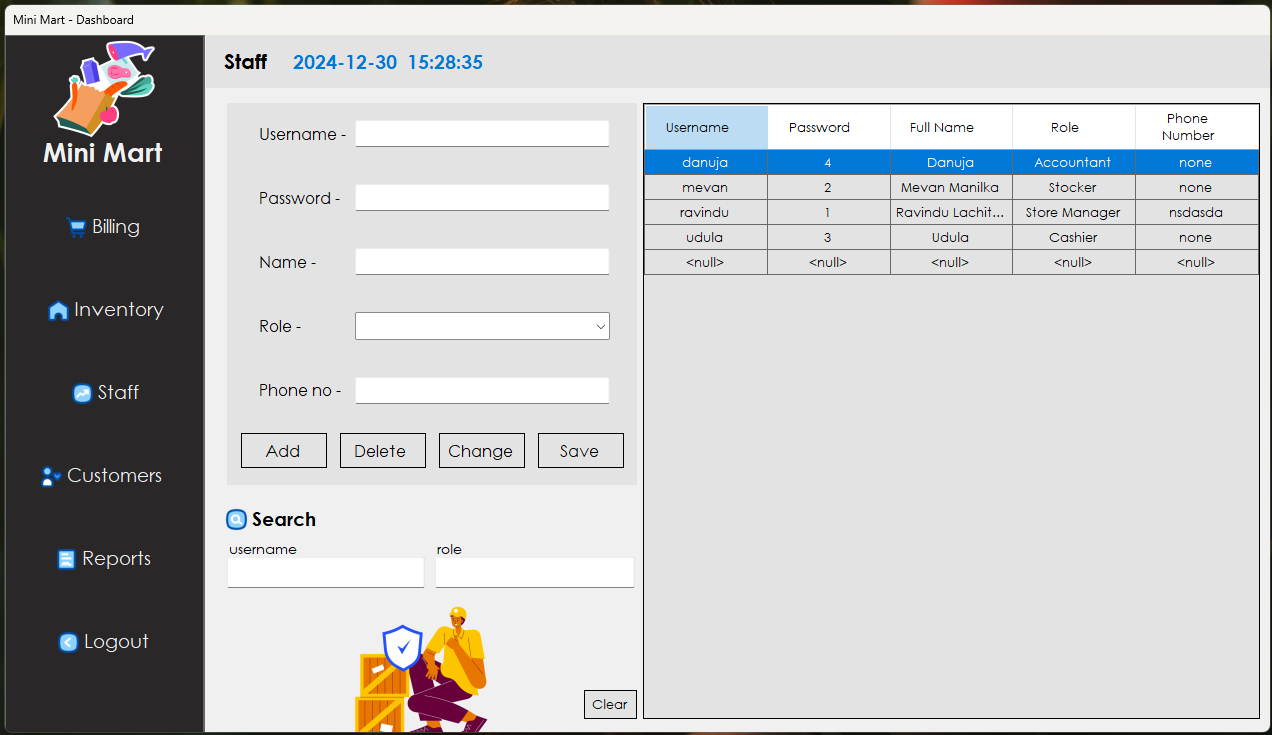 Mini Mart - Dashboard
Mini Mart
Billing
Inventory
Staff
Customers
Reports
Logout
Staff 2024-12-30 15:28:35
Username -
Password -
Name -
Role -
Phone no -
Add Delete Change Save
Search
username role
Clear
Username Password Full Name Role Phone Number
danuja 4 Danuja Accountant none
mevan 2 Mevan Manilka Stocker none
ravindu 1 Ravindu Lachit... Store Manager nsdasda
udula 3 Udula Cashier none
<null> <null> <null> <null> <null>